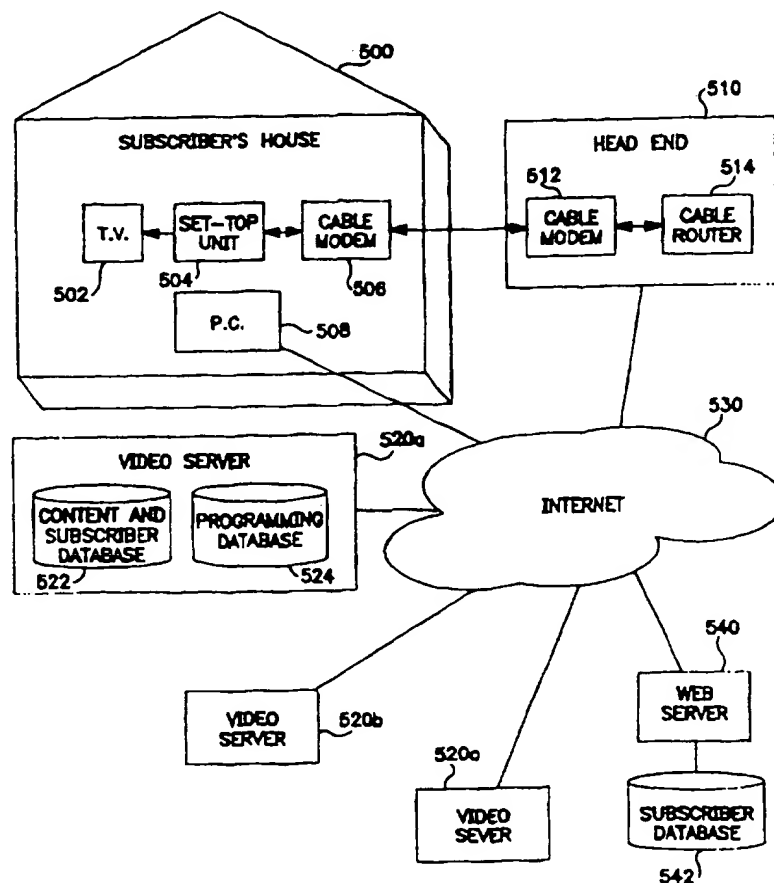 500
SUBSCRIBER'S HOUSE
T.V.
SET-TOP
UNIT
CABLE
MODEM
502
504
506
P.C.
508
510
HEAD END
512
514
CABLE
MODEM
CABLE
ROUTER
520a
VIDEO SERVER
CONTENT AND
SUBSCRIBER
DATABASE
PROGRAMMING
DATABASE
522
524
530
INTERNET
VIDEO
SERVER
520b
520c
VIDEO
SEVER
540
WEB
SERVER
SUBSCRIBER
DATABASE
542